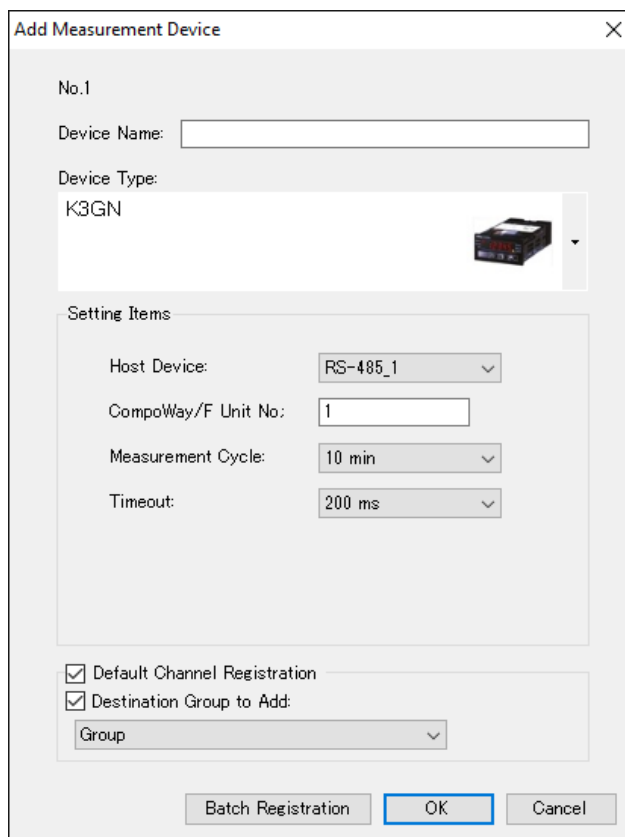 Add Measurement Device
No.1
Device Name:
Device Type:
K3GN
Setting Items
Host Device: RS-485_1
CompoWay/F Unit No.: 1
Measurement Cycle: 10 min
Timeout: 200 ms
Default Channel Registration
Destination Group to Add:
Group
Batch Registration OK Cancel